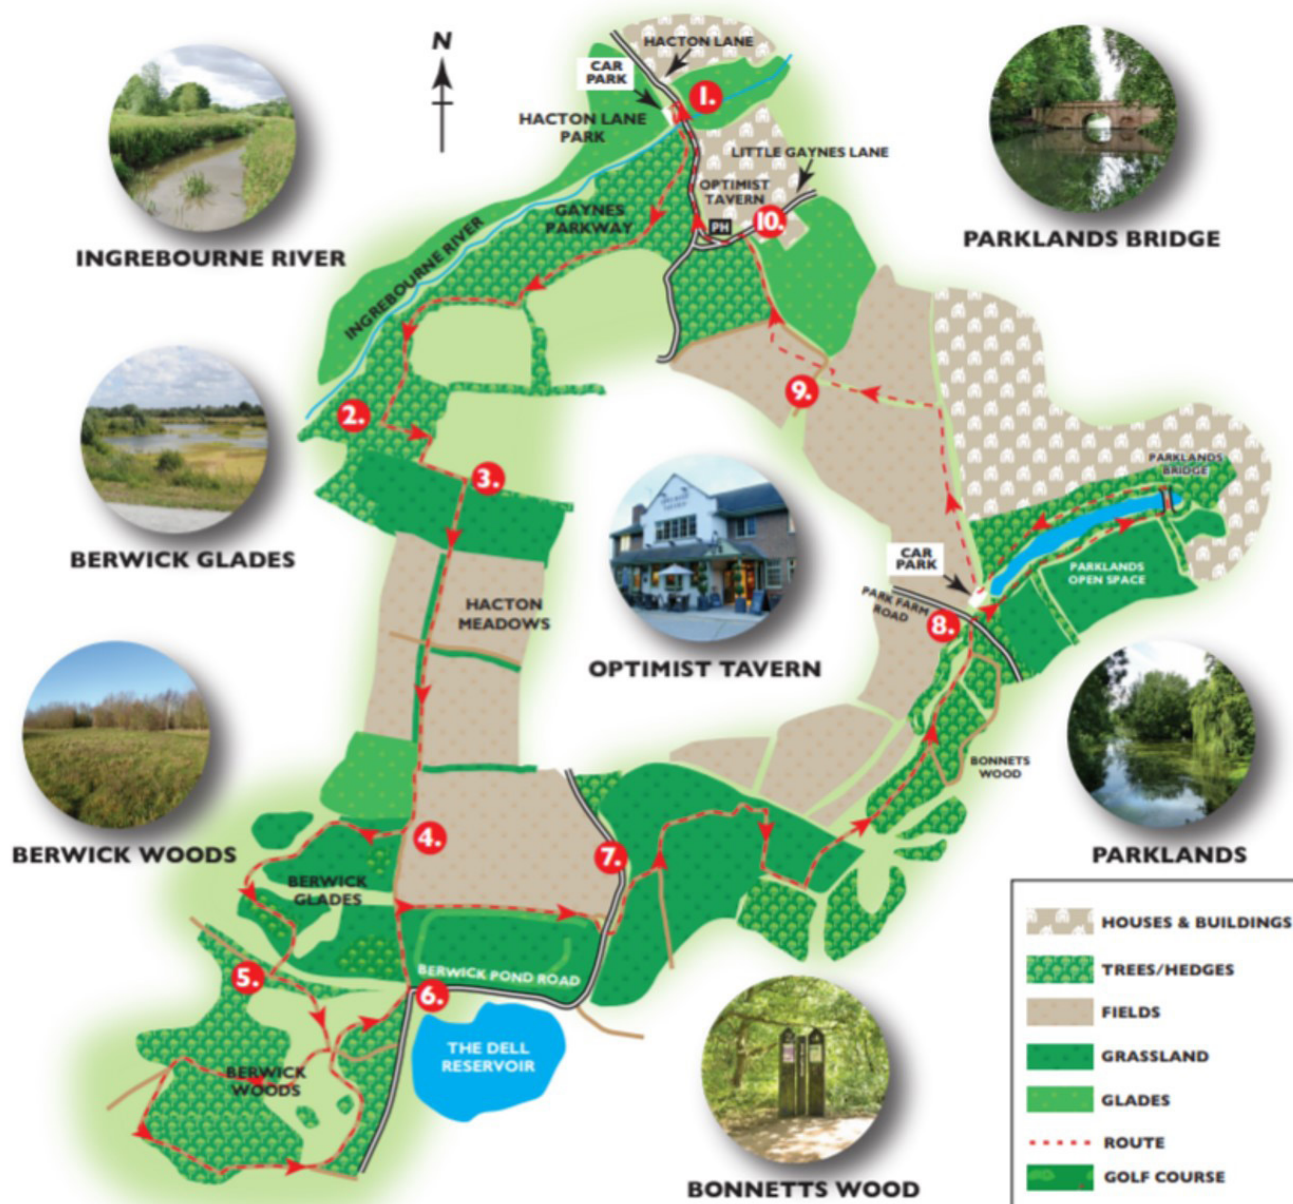 N
HACTON LANE
CAR
PARK
1.
HACTON LANE
PARK
LITTLE GAYNES LANE
OPTIMIST
TAVERN
10.
PH
GAYNES
PARKWAY
INGREBOURNE RIVER
INGREBOURNE RIVER
PARKLANDS BRIDGE
2.
3.
9.
BERWICK GLADES
PARKLANDS
BRIDGE
HACTON
MEADOWS
CAR
PARK
PARKLANDS
OPEN SPACE
PARK FARM
ROAD
8.
OPTIMIST TAVERN
BONNETS
WOOD
BERWICK WOODS
PARKLANDS
4.
7.
BERWICK
GLADES
5.
BERWICK POND ROAD
6.
THE DELL
RESERVOIR
BERWICK
WOODS
BONNETTS WOOD
HOUSES & BUILDINGS
TREES/HEDGES
FIELDS
GRASSLAND
GLADES
ROUTE
GOLF COURSE